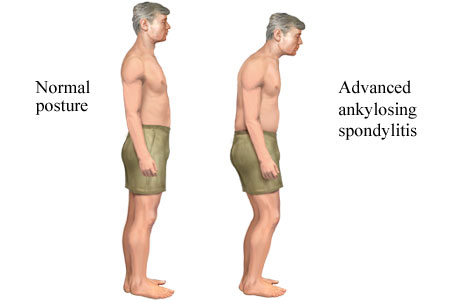 Normal
posture
Advanced
ankylosing
spondylitis